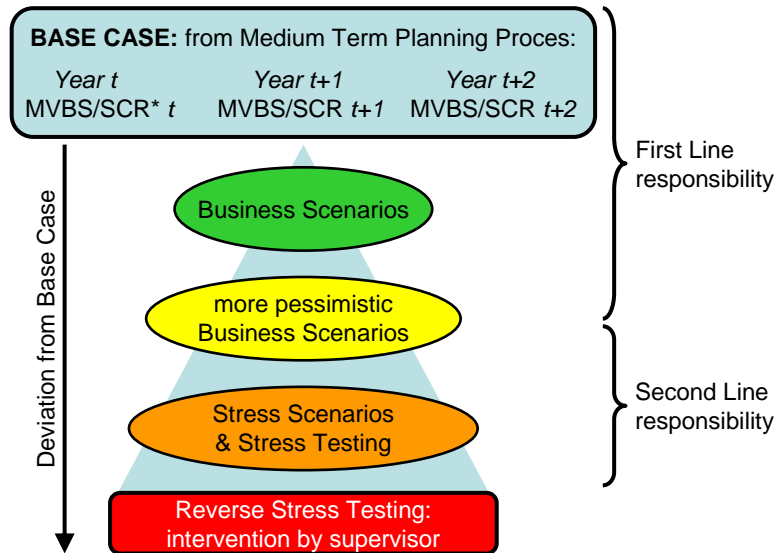 BASE CASE: from Medium Term Planning Proces:
Year t Year t+1 Year t+2
MVBS/SCR* t MVBS/SCR t+1 MVBS/SCR t+2
Deviation from Base Case
Business Scenarios
more pessimistic
Business Scenarios
Stress Scenarios
& Stress Testing
Reverse Stress Testing:
intervention by supervisor
First Line
responsibility
Second Line
responsibility